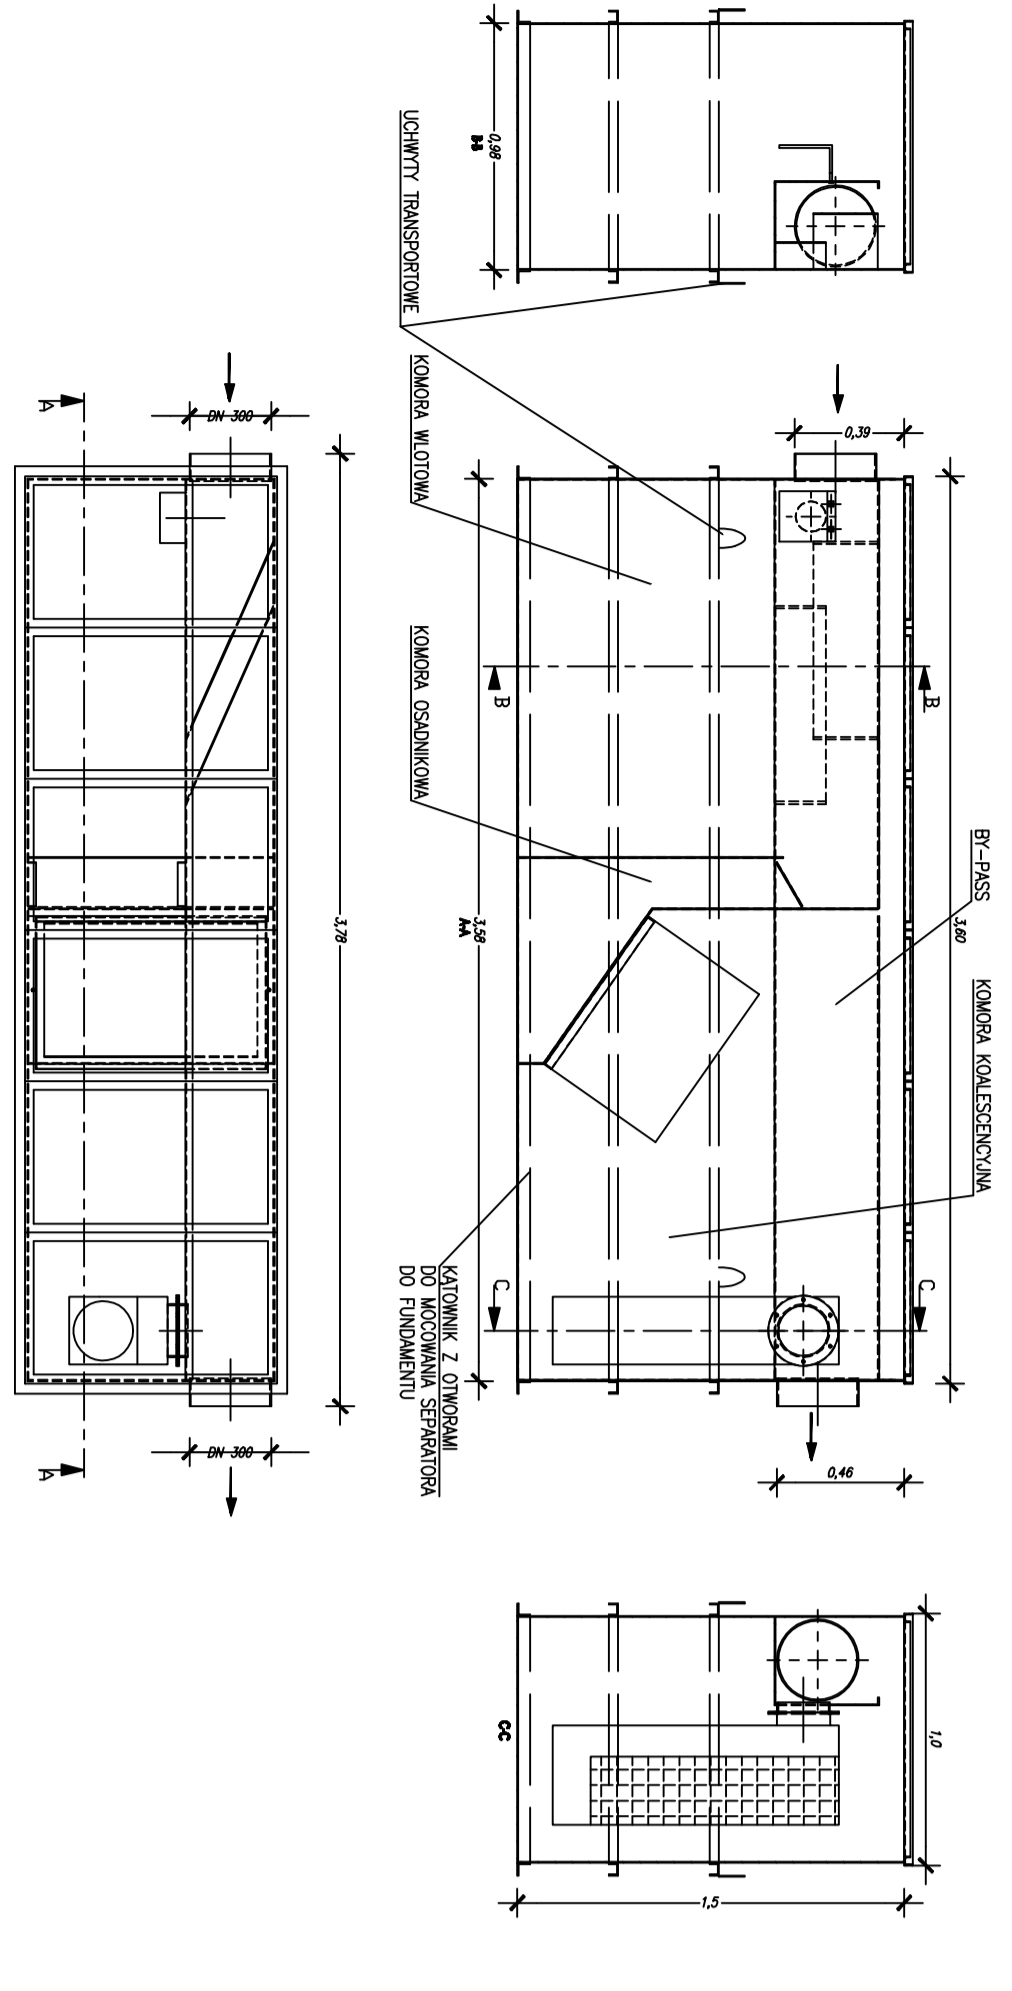 BY-PASS
KOMORA KOALESCENCYJNA
3,60
1,0
B
C
0,39
0,46
1,5
B
C
0,98
B-B
3,58
A-A
C-C
UCHWYTY TRANSPORTOWE
KOMORA WLOTOWA
KOMORA OSADNIKOWA
KĄTOWNIK Z OTWORAMI
DO MOCOWANIA SEPARATORA
DO FUNDAMENTU
3,78
DN 300
DN 300
A
A